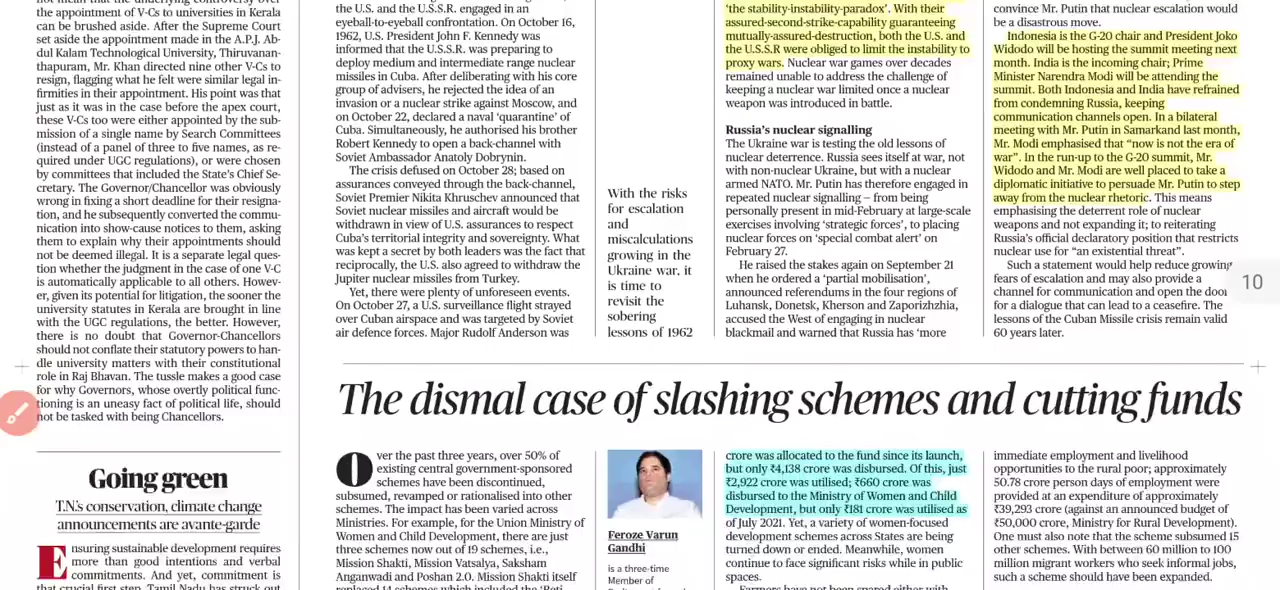 not mean that the underlying controversy over
the appointment of V-Cs to universities in Kerala
can be brushed aside. After the Supreme Court
set aside the appointment made in the A.P.J. Ab-
dul Kalam Technological University, Thiruvanan-
thapuram, Mr. Khan directed nine other V-Cs to
resign, flagging what he felt were similar legal in-
firmities in their appointment. His point was that
just as it was in the case before the apex court,
these V-Cs too were either appointed by the sub-
mission of a single name by Search Committees
(instead of a panel of three to five names, as re-
quired under UGC regulations), or were chosen
by committees that included the State's Chief Se-
cretary. The Governor/Chancellor was obviously
wrong in fixing a short deadline for their resigna-
tion, and he subsequently converted the commu-
nication into show-cause notices to them, asking
them to explain why their appointments should
not be deemed illegal. It is a separate legal ques-
tion whether the judgment in the case of one V-C
is automatically applicable to all others. Howev-
er, given its potential for litigation, the sooner the
university statutes in Kerala are brought in line
with the UGC regulations, the better. However,
there is no doubt that Governor-Chancellors
should not conflate their statutory powers to han-
dle university matters with their constitutional
role in Raj Bhavan. The tussle makes a good case
for why Governors, whose overtly political func-
tioning is an uneasy fact of political life, should
not be tasked with being Chancellors.
Going green
T.N.'s conservation, climate change
announcements are avante-garde
Ensuring sustainable development requires
more than good intentions and verbal
commitments. And yet, commitment is
that crucial first step. Tamil Nadu has struck out
the U.S. and the U.S.S.R. engaged in an
eyeball-to-eyeball confrontation. On October 16,
1962, U.S. President John F. Kennedy was
informed that the U.S.S.R. was preparing to
deploy medium and intermediate range nuclear
missiles in Cuba. After deliberating with his core
group of advisers, he rejected the idea of an
invasion or a nuclear strike against Moscow, and
on October 22, declared a naval 'quarantine' of
Cuba. Simultaneously, he authorised his brother
Robert Kennedy to open a back-channel with
Soviet Ambassador Anatoly Dobrynin.
The crisis defused on October 28; based on
assurances conveyed through the back-channel,
Soviet Premier Nikita Khruschev announced that
Soviet nuclear missiles and aircraft would be
withdrawn in view of U.S. assurances to respect
Cuba's territorial integrity and sovereignty. What
was kept a secret by both leaders was the fact that
reciprocally, the U.S. also agreed to withdraw the
Jupiter nuclear missiles from Turkey.
Yet, there were plenty of unforeseen events.
On October 27, a U.S. surveillance flight strayed
over Cuban airspace and was targeted by Soviet
air defence forces. Major Rudolf Anderson was
With the risks
for escalation
and
miscalculations
growing in the
Ukraine war, it
is time to
revisit the
sobering
lessons of 1962
'the stability-instability-paradox'. With their
assured-second-strike-capability guaranteeing
mutually-assured-destruction, both the U.S. and
the U.S.S.R were obliged to limit the instability to
proxy wars. Nuclear war games over decades
remained unable to address the challenge of
keeping a nuclear war limited once a nuclear
weapon was introduced in battle.
Russia's nuclear signalling
The Ukraine war is testing the old lessons of
nuclear deterrence. Russia sees itself at war, not
with non-nuclear Ukraine, but with a nuclear
armed NATO. Mr. Putin has therefore engaged in
repeated nuclear signalling – from being
personally present in mid-February at large-scale
exercises involving 'strategic forces', to placing
nuclear forces on 'special combat alert' on
February 27.
He raised the stakes again on September 21
when he ordered a 'partial mobilisation',
announced referendums in the four regions of
Luhansk, Donetsk, Kherson and Zaporizhzhia,
accused the West of engaging in nuclear
blackmail and warned that Russia has 'more
convince Mr. Putin that nuclear escalation would
be a disastrous move.
Indonesia is the G-20 chair and President Joko
Widodo will be hosting the summit meeting next
month. India is the incoming chair; Prime
Minister Narendra Modi will be attending the
summit. Both Indonesia and India have refrained
from condemning Russia, keeping
communication channels open. In a bilateral
meeting with Mr. Putin in Samarkand last month,
Mr. Modi emphasised that "now is not the era of
war". In the run-up to the G-20 summit, Mr.
Widodo and Mr. Modi are well placed to take a
diplomatic initiative to persuade Mr. Putin to step
away from the nuclear rhetoric. This means
emphasising the deterrent role of nuclear
weapons and not expanding it; to reiterating
Russia's official declaratory position that restricts
nuclear use for "an existential threat".
Such a statement would help reduce growing
fears of escalation and may also provide a
channel for communication and open the door
for a dialogue that can lead to a ceasefire. The
lessons of the Cuban Missile crisis remain valid
60 years later.
10
The dismal case of slashing schemes and cutting funds
Over the past three years, over 50% of
existing central government-sponsored
schemes have been discontinued,
subsumed, revamped or rationalised into other
schemes. The impact has been varied across
Ministries. For example, for the Union Ministry of
Women and Child Development, there are just
three schemes now out of 19 schemes, i.e.,
Mission Shakti, Mission Vatsalya, Saksham
Anganwadi and Poshan 2.0. Mission Shakti itself
replaced 14 schemes which included the 'Beti
Feroze Varun
Gandhi
is a three-time
Member of
crore was allocated to the fund since its launch,
but only ₹4,138 crore was disbursed. Of this, just
₹2,922 crore was utilised; ₹660 crore was
disbursed to the Ministry of Women and Child
Development, but only ₹181 crore was utilised as
of July 2021. Yet, a variety of women-focused
development schemes across States are being
turned down or ended. Meanwhile, women
continue to face significant risks while in public
spaces.
Farmers have not been spared either with
immediate employment and livelihood
opportunities to the rural poor; approximately
50.78 crore person days of employment were
provided at an expenditure of approximately
₹39,293 crore (against an announced budget of
₹50,000 crore, Ministry for Rural Development).
One must also note that the scheme subsumed 15
other schemes. With between 60 million to 100
million migrant workers who seek informal jobs,
such a scheme should have been expanded.